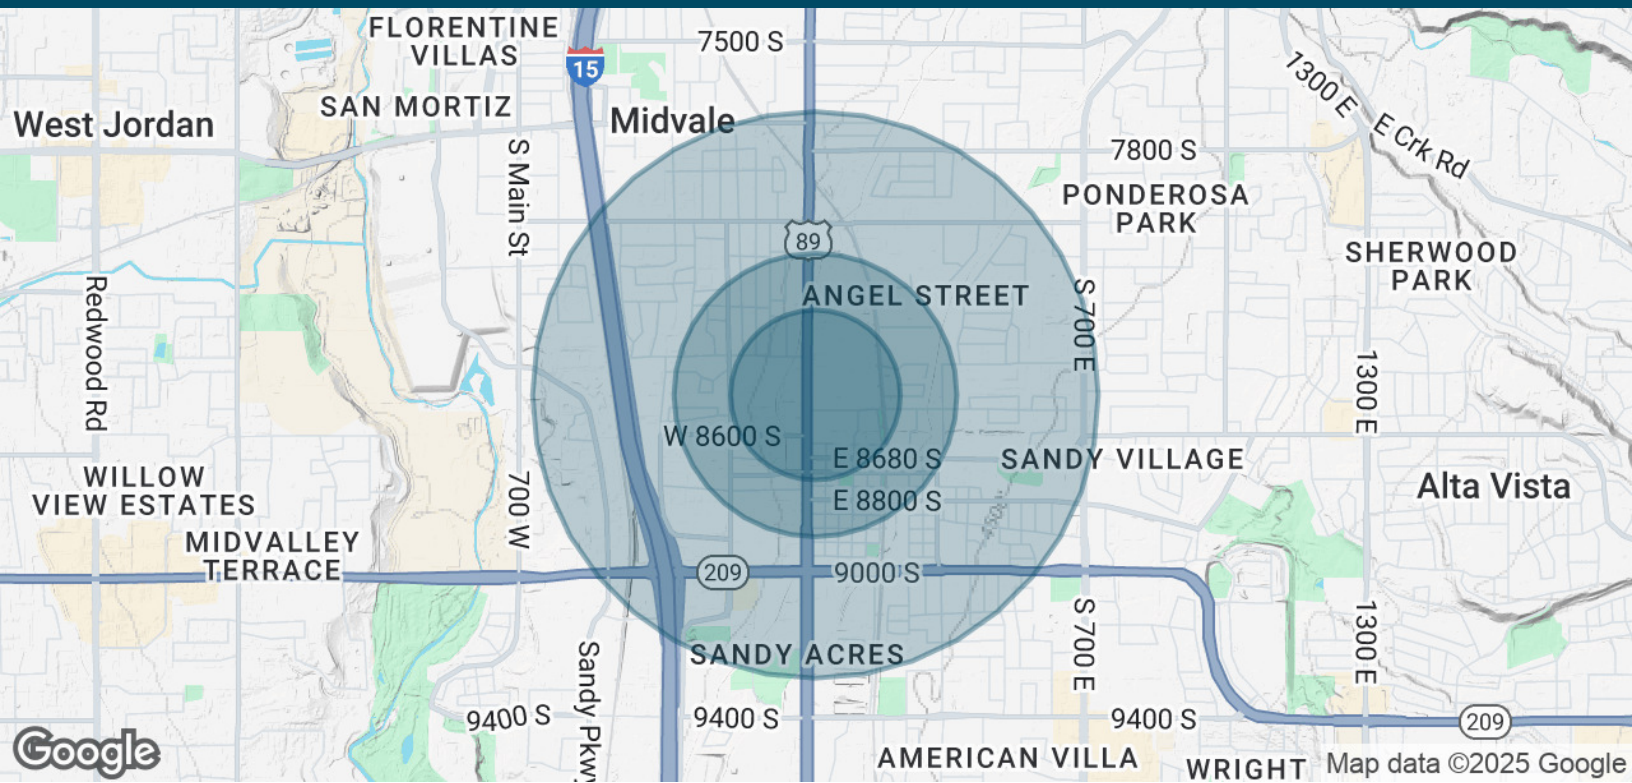 FLORENTINE
VILLAS
7500 S
15
1300 E
SAN MORTIZ
Midvale
West Jordan
E Crk Rd
S Main St
7800 S
PONDEROSA
PARK
89
SHERWOOD
PARK
Redwood Rd
ANGEL STREET
S 700 E
1300 E
W 8600 S
E 8680 S
SANDY VILLAGE
WILLOW
VIEW ESTATES
700 W
E 8800 S
Alta Vista
MIDVALLEY
TERRACE
209
9000 S
S 700 E
1300 E
Sandy Pkwy
SANDY ACRES
9400 S
9400 S
9400 S
209
Google
AMERICAN VILLA
WRIGHT
Map data ©2025 Google